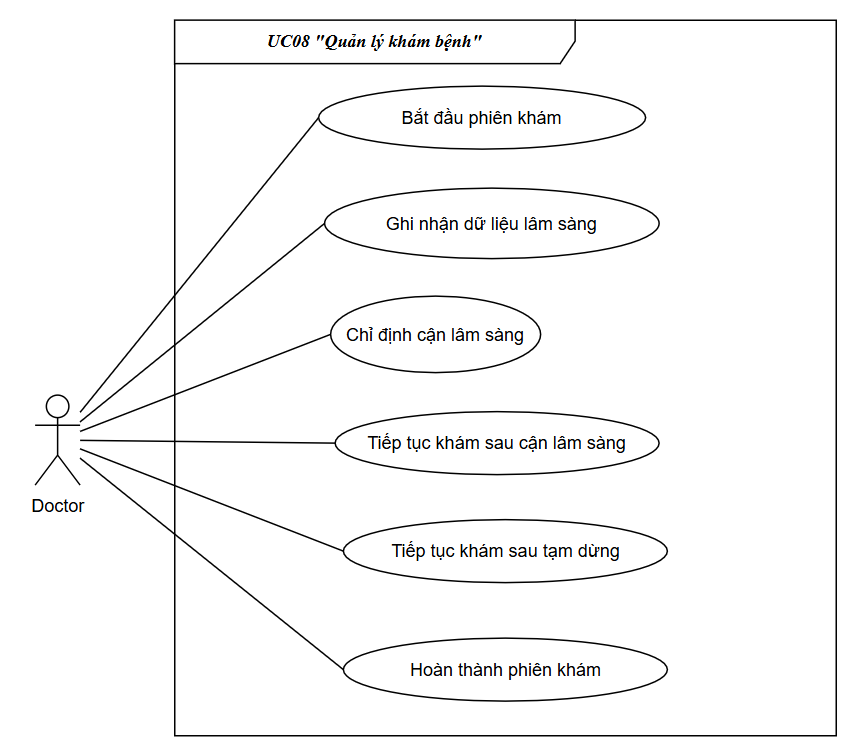 UC08 "Quản lý khám bệnh"
Bắt đầu phiên khám
Ghi nhận dữ liệu lâm sàng
Chỉ định cận lâm sàng
Tiếp tục khám sau cận lâm sàng
Doctor
Tiếp tục khám sau tạm dừng
Hoàn thành phiên khám